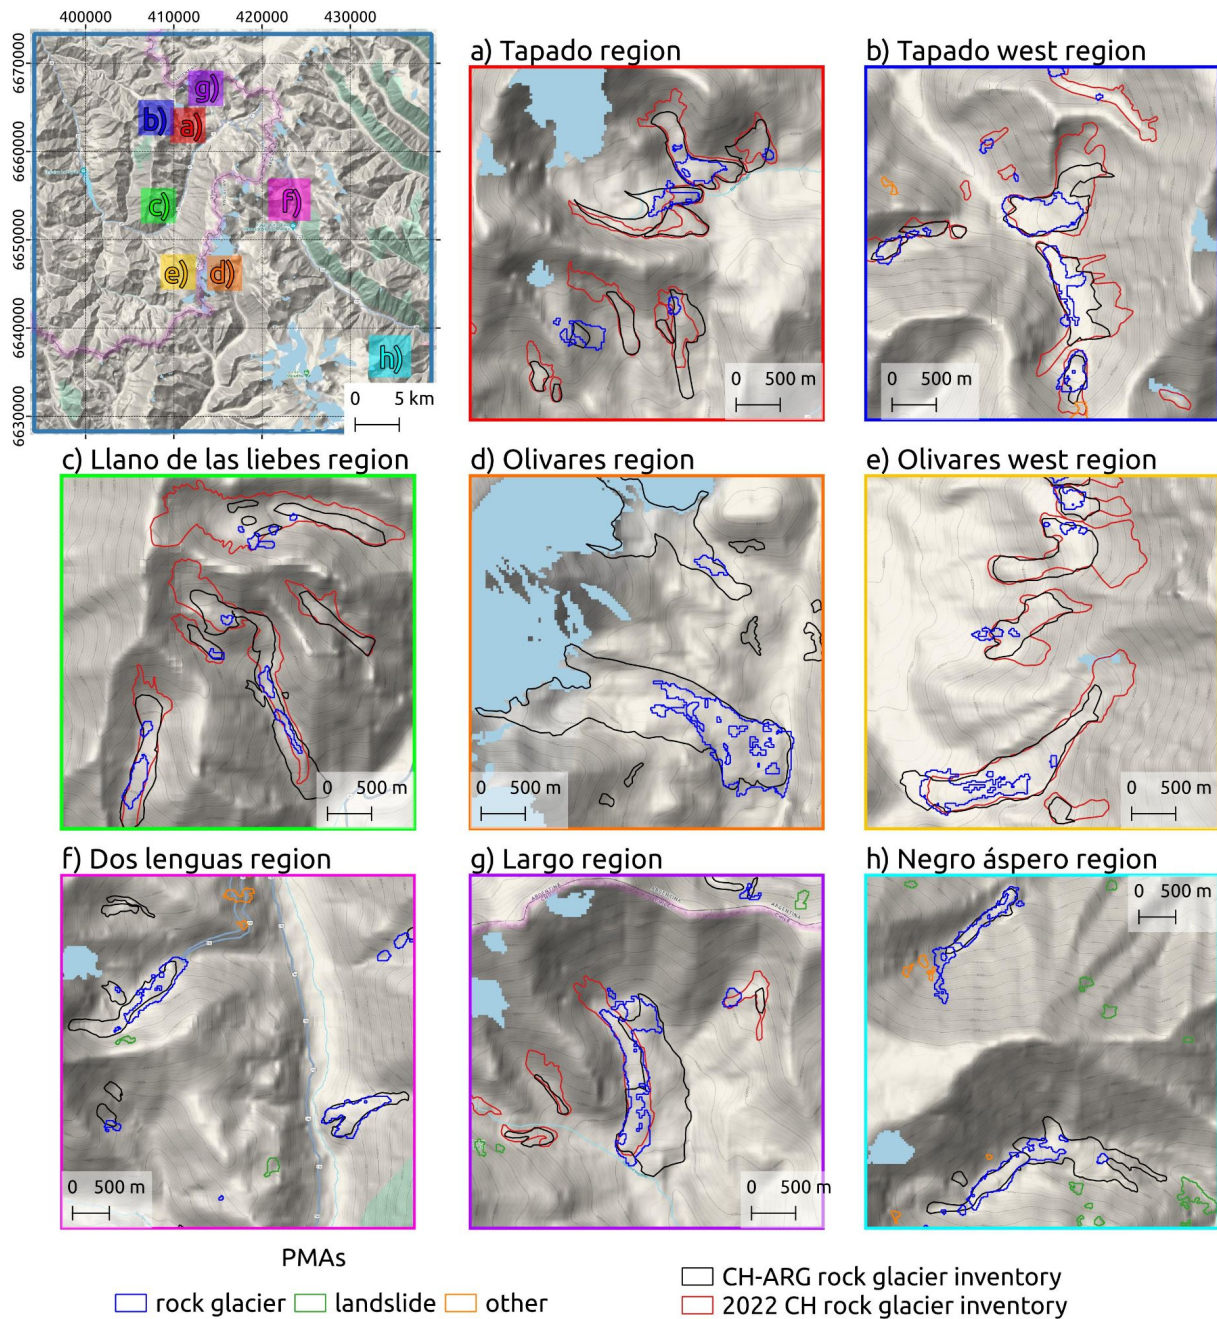 400000 410000 420000 430000
6670000
6660000
6650000
6640000
6630000
g)
b)
a)
c)
f)
e)
d)
h)
0 5 km
a) Tapado region
0 500 m
b) Tapado west region
0 500 m
c) Llano de las liebes region
0 500 m
d) Olivares region
0 500 m
e) Olivares west region
0 500 m
f) Dos lenguas region
0 500 m
g) Largo region
ARGENTINA
ARGENTINA
ARGENTINA
0 500 m
h) Negro áspero region
0 500 m
PMAs
rock glacier landslide other
CH-ARG rock glacier inventory
2022 CH rock glacier inventory